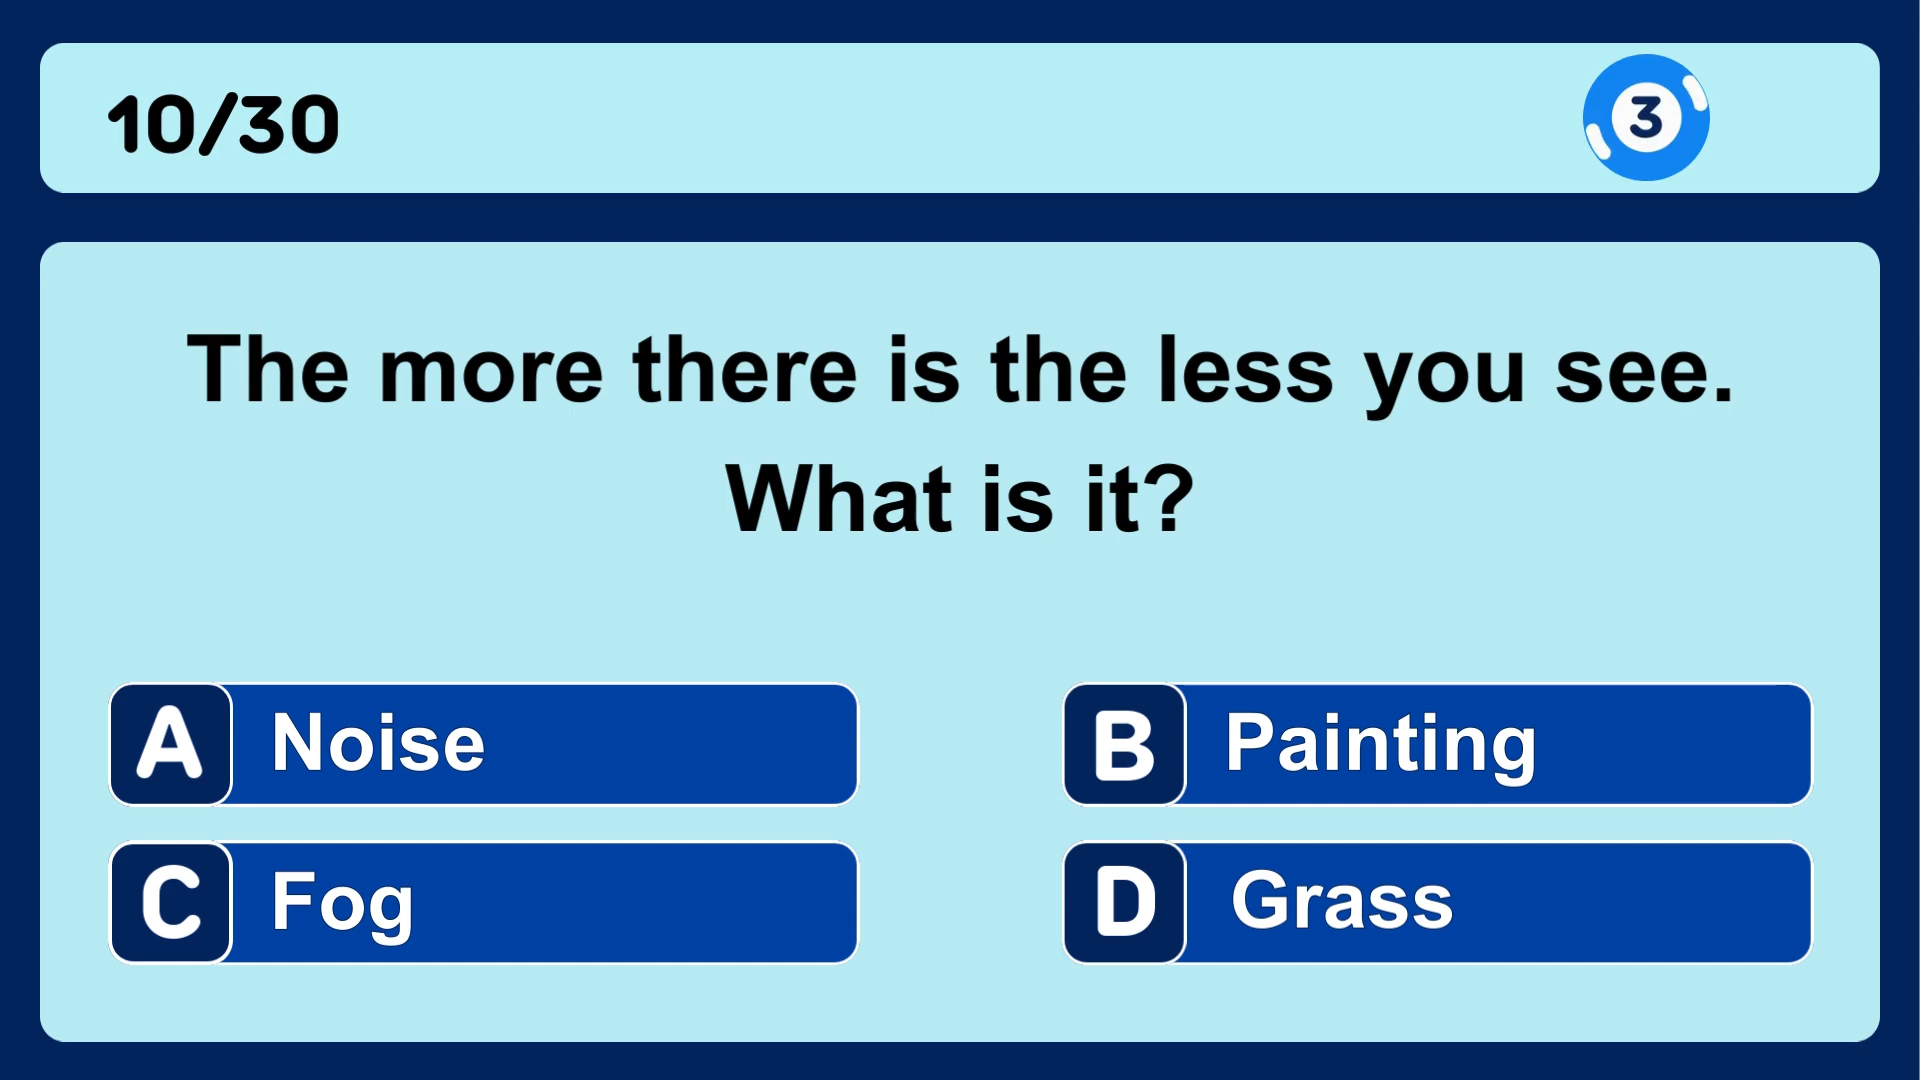 10/30
3
The more there is the less you see.
What is it?
A Noise
B Painting
C Fog
D Grass